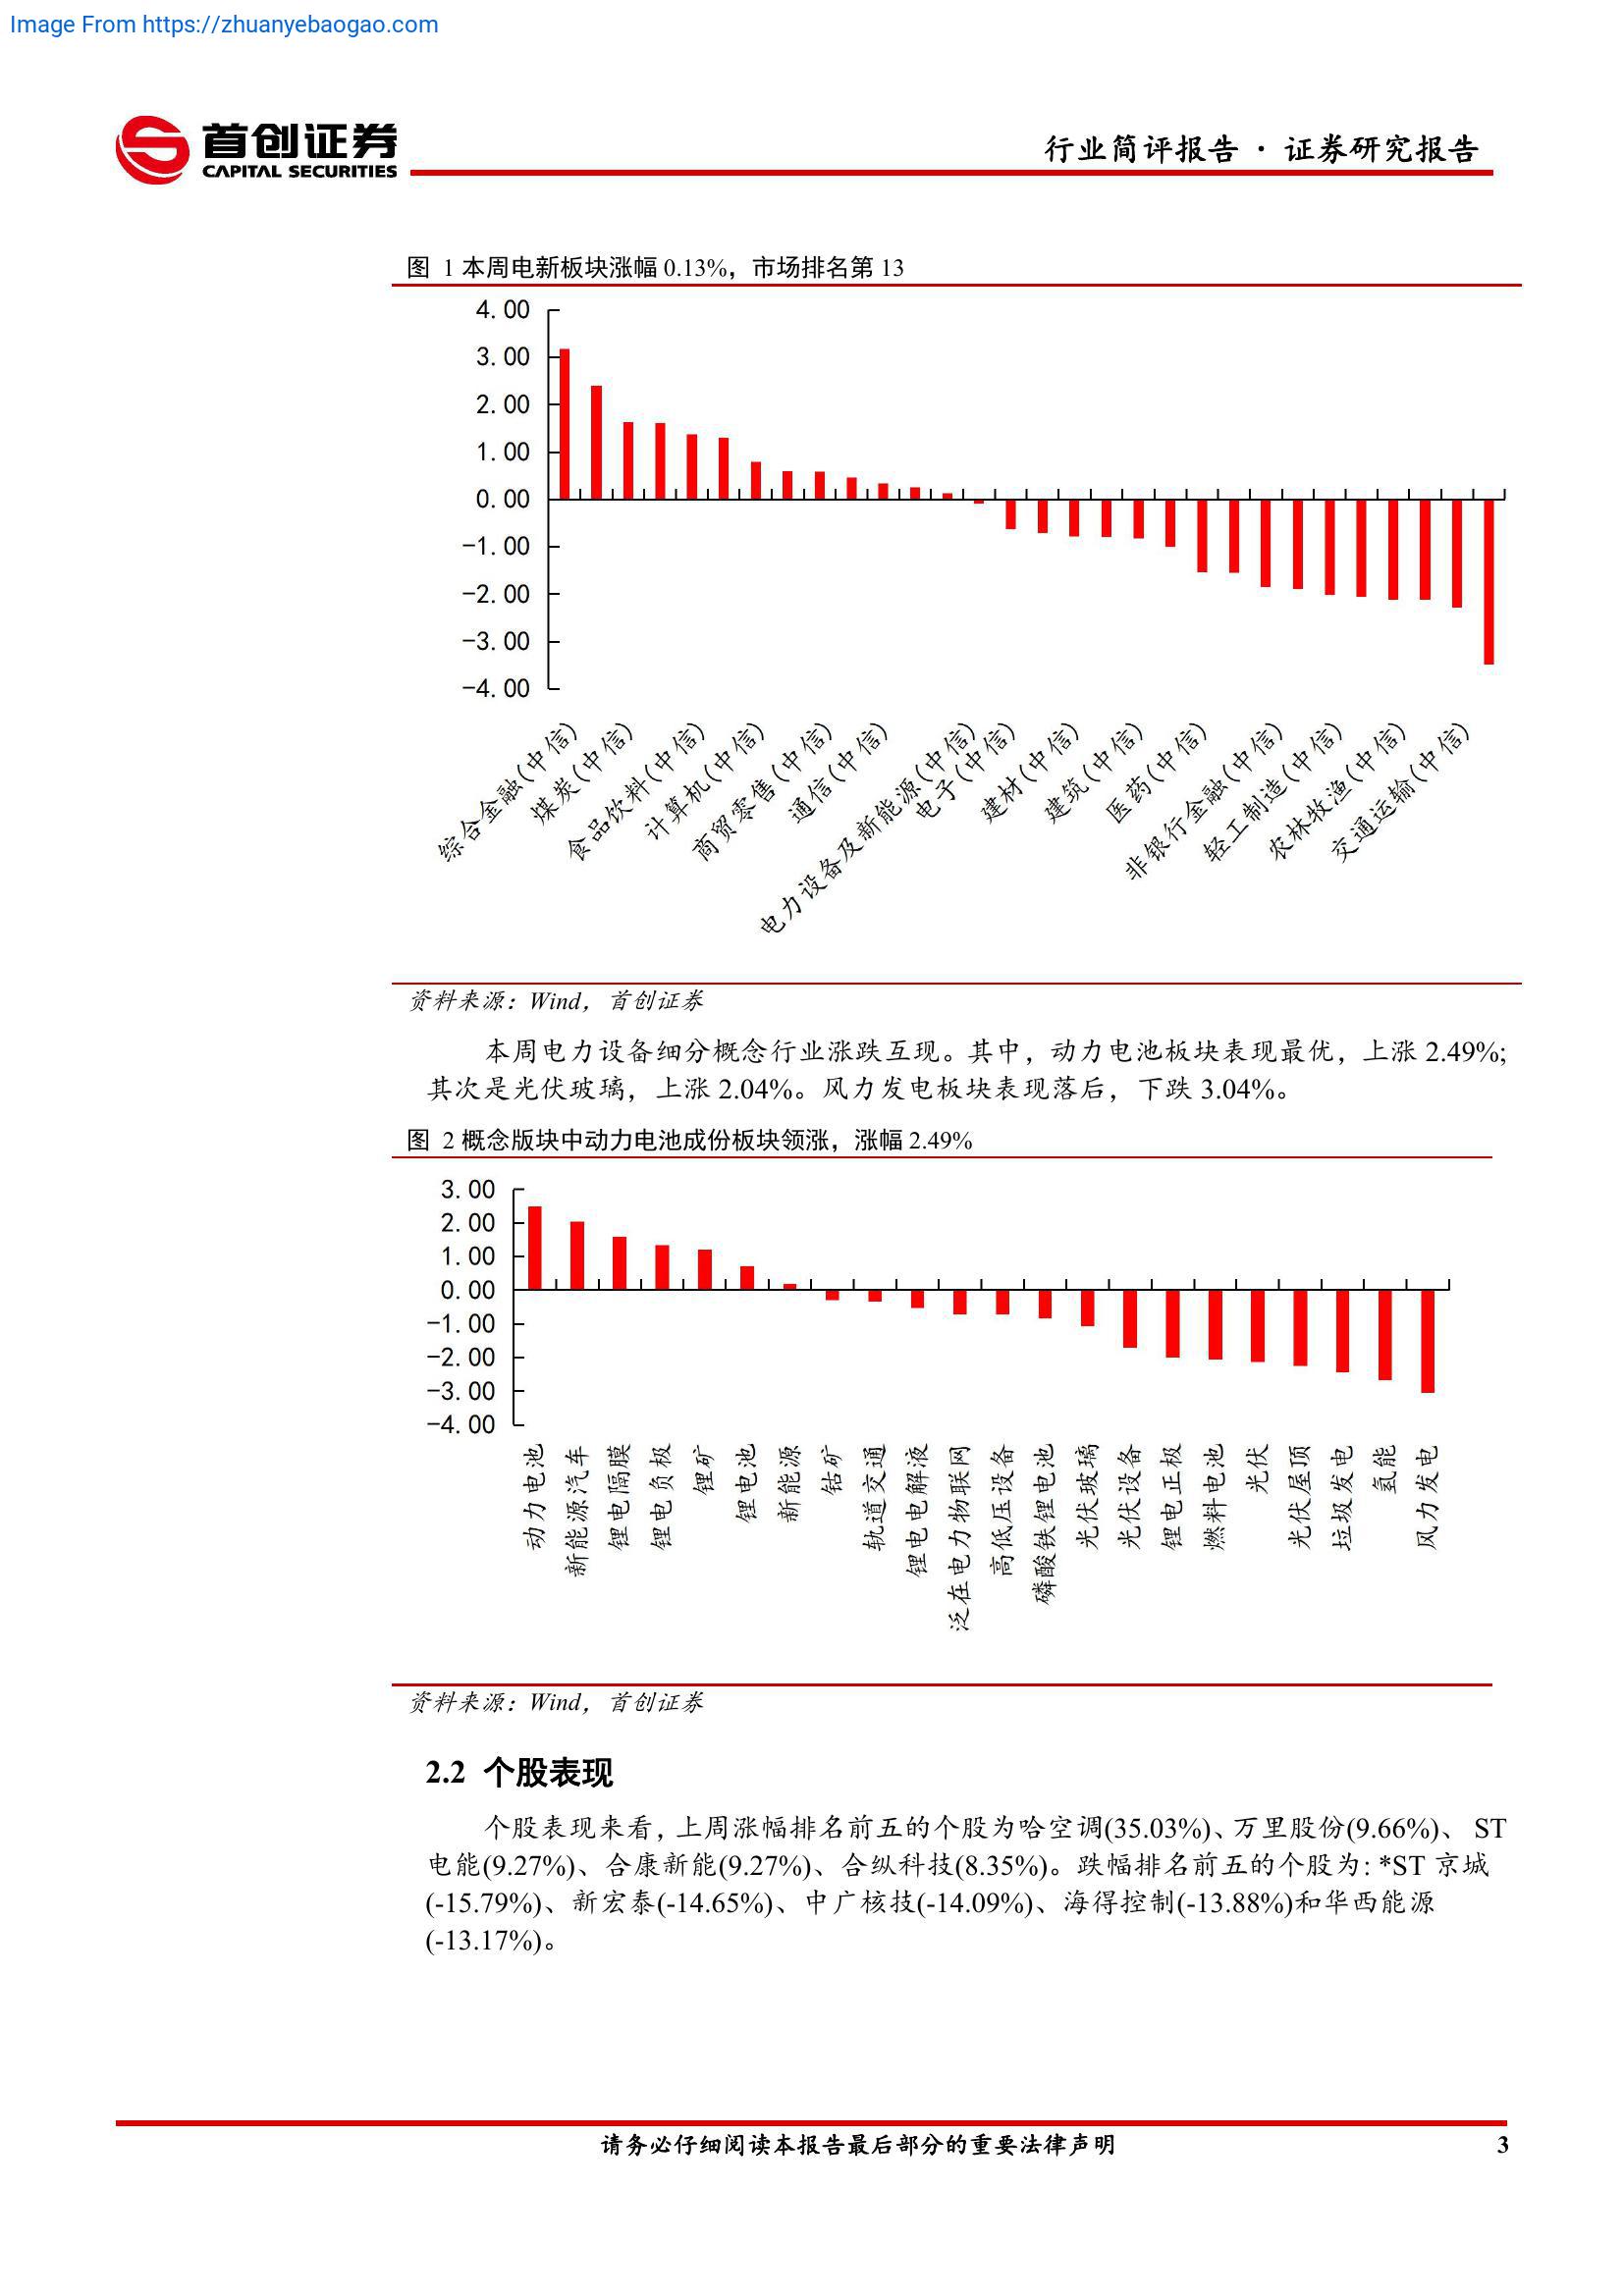 Image From https://zhuanyebaogao.com
首创证券
CAPITAL SECURITIES
行业简评报告 · 证券研究报告
图 1 本周电新板块涨幅 0.13%，市场排名第 13
4.00
3.00
2.00
1.00
0.00
-1.00
-2.00
-3.00
-4.00
综合金融(中信)
煤炭(中信)
食品饮料(中信)
计算机(中信)
商贸零售(中信)
通信(中信)
电力设备及新能源(中信)
电子(中信)
建材(中信)
建筑(中信)
医药(中信)
非银行金融(中信)
轻工制造(中信)
农林牧渔(中信)
交通运输(中信)
资料来源：Wind，首创证券
本周电力设备细分概念行业涨跌互现。其中，动力电池板块表现最优，上涨 2.49%;
其次是光伏玻璃，上涨 2.04%。风力发电板块表现落后，下跌 3.04%。
图 2 概念版块中动力电池成份板块领涨，涨幅 2.49%
3.00
2.00
1.00
0.00
-1.00
-2.00
-3.00
-4.00
动力电池
新能源汽车
锂电隔膜
锂电负极
锂矿
锂电池
新能源
钴矿
轨道交通
锂电电解液
泛在电力物联网
高低压设备
磷酸铁锂电池
光伏玻璃
光伏设备
锂电正极
燃料电池
光伏
光伏屋顶
垃圾发电
氢能
风力发电
资料来源：Wind，首创证券
2.2 个股表现
个股表现来看，上周涨幅排名前五的个股为哈空调(35.03%)、万里股份(9.66%)、 ST
电能(9.27%)、合康新能(9.27%)、合纵科技(8.35%)。跌幅排名前五的个股为: *ST 京城
(-15.79%)、新宏泰(-14.65%)、中广核技(-14.09%)、海得控制(-13.88%)和华西能源
(-13.17%)。
请务必仔细阅读本报告最后部分的重要法律声明
3